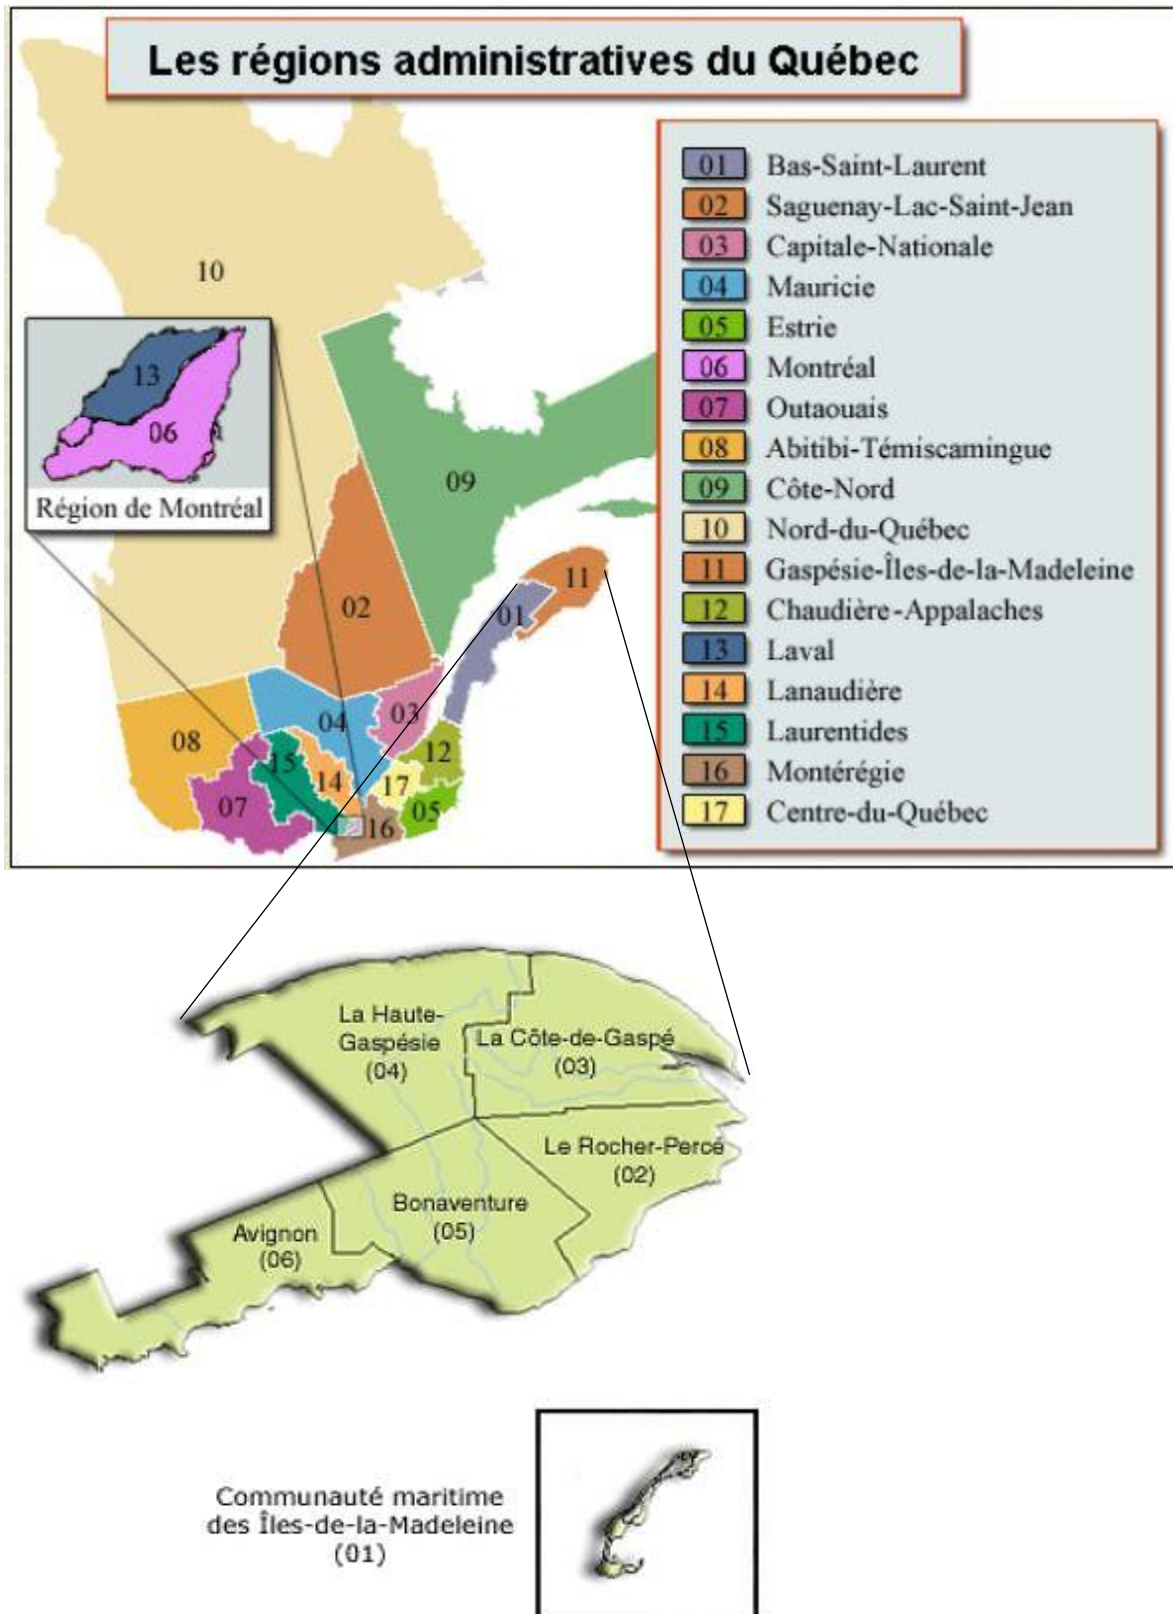 Les régions administratives du Québec
01 Bas-Saint-Laurent
02 Saguenay-Lac-Saint-Jean
03 Capitale-Nationale
04 Mauricie
05 Estrie
06 Montréal
07 Outaouais
08 Abitibi-Témiscamingue
09 Côte-Nord
10 Nord-du-Québec
11 Gaspésie-Îles-de-la-Madeleine
12 Chaudière-Appalaches
13 Laval
14 Lanaudière
15 Laurentides
16 Montérégie
17 Centre-du-Québec
10
13
06
Région de Montréal
09
11
01
02
03
04
08
12
15
14
17
07
05
16
La Haute-
Gaspésie
(04)
La Côte-de-Gaspé
(03)
Le Rocher-Percé
(02)
Bonaventure
(05)
Avignon
(06)
Communauté maritime
des Îles-de-la-Madeleine
(01)